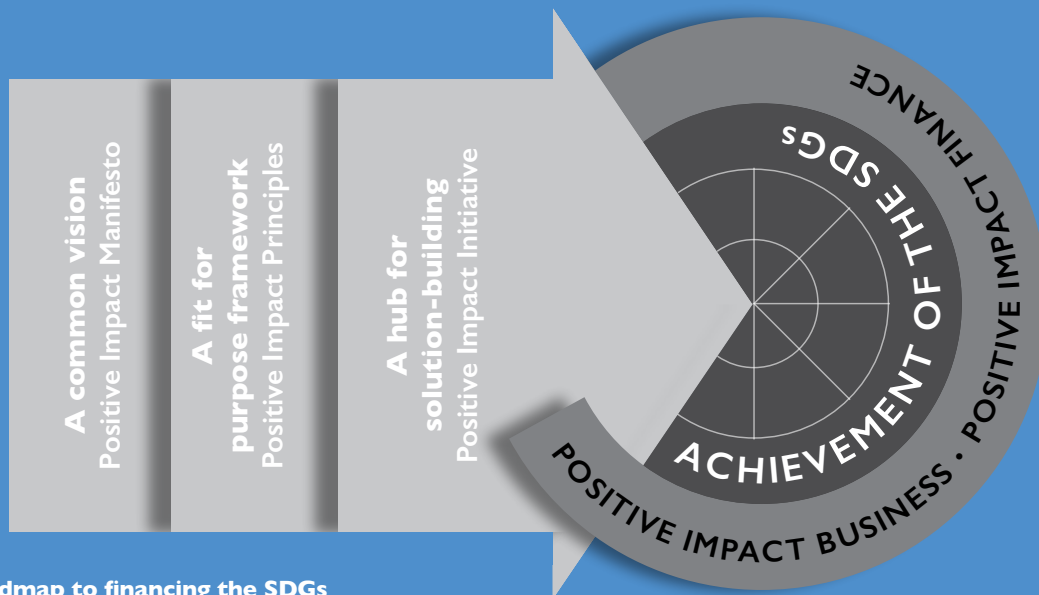 A common vision
Positive Impact Manifesto
A fit for
purpose framework
Positive Impact Principles
A hub for
solution-building
Positive Impact Initiative
ACHIEVEMENT OF THE SDGs
POSITIVE IMPACT BUSINESS · POSITIVE IMPACT FINANCE
to financing the SDGs